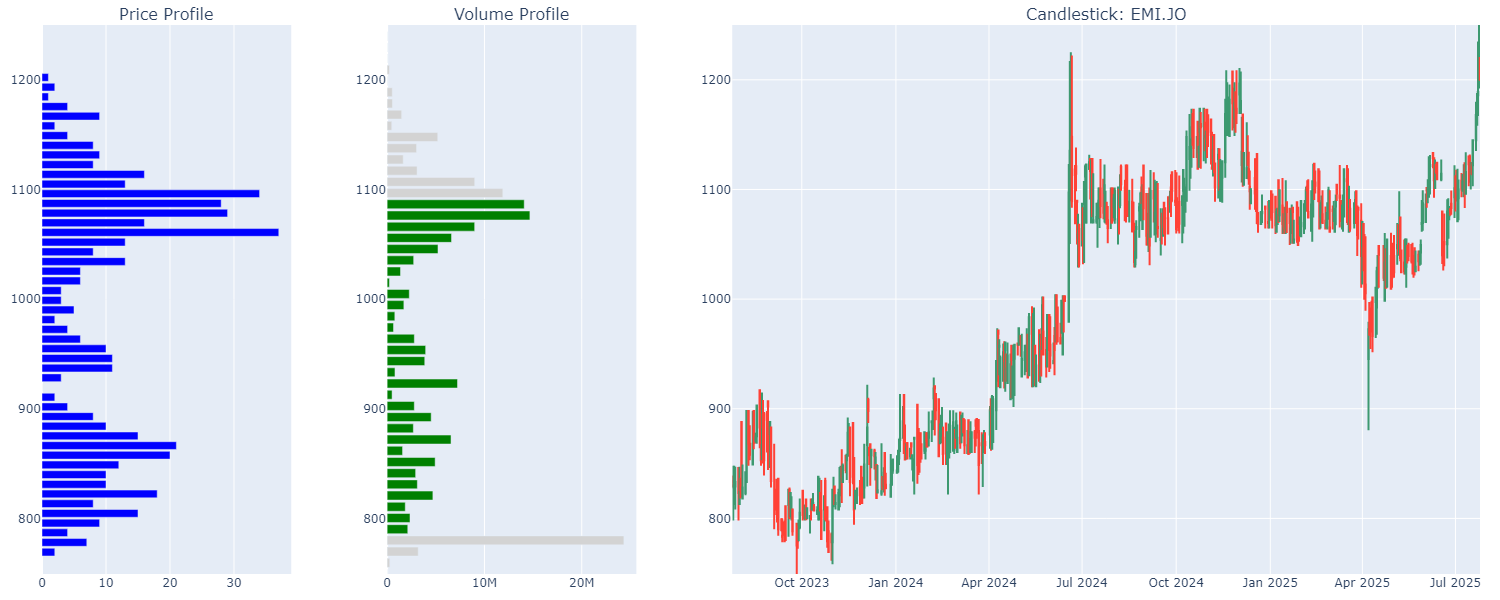 Price Profile
Volume Profile
Candlestick: EMI.JO
1200
1100
1000
900
800
0
10
20
30
1200
1100
1000
900
800
0
10M
20M
1200
1100
1000
900
800
Oct 2023
Jan 2024
Apr 2024
Jul 2024
Oct 2024
Jan 2025
Apr 2025
Jul 2025